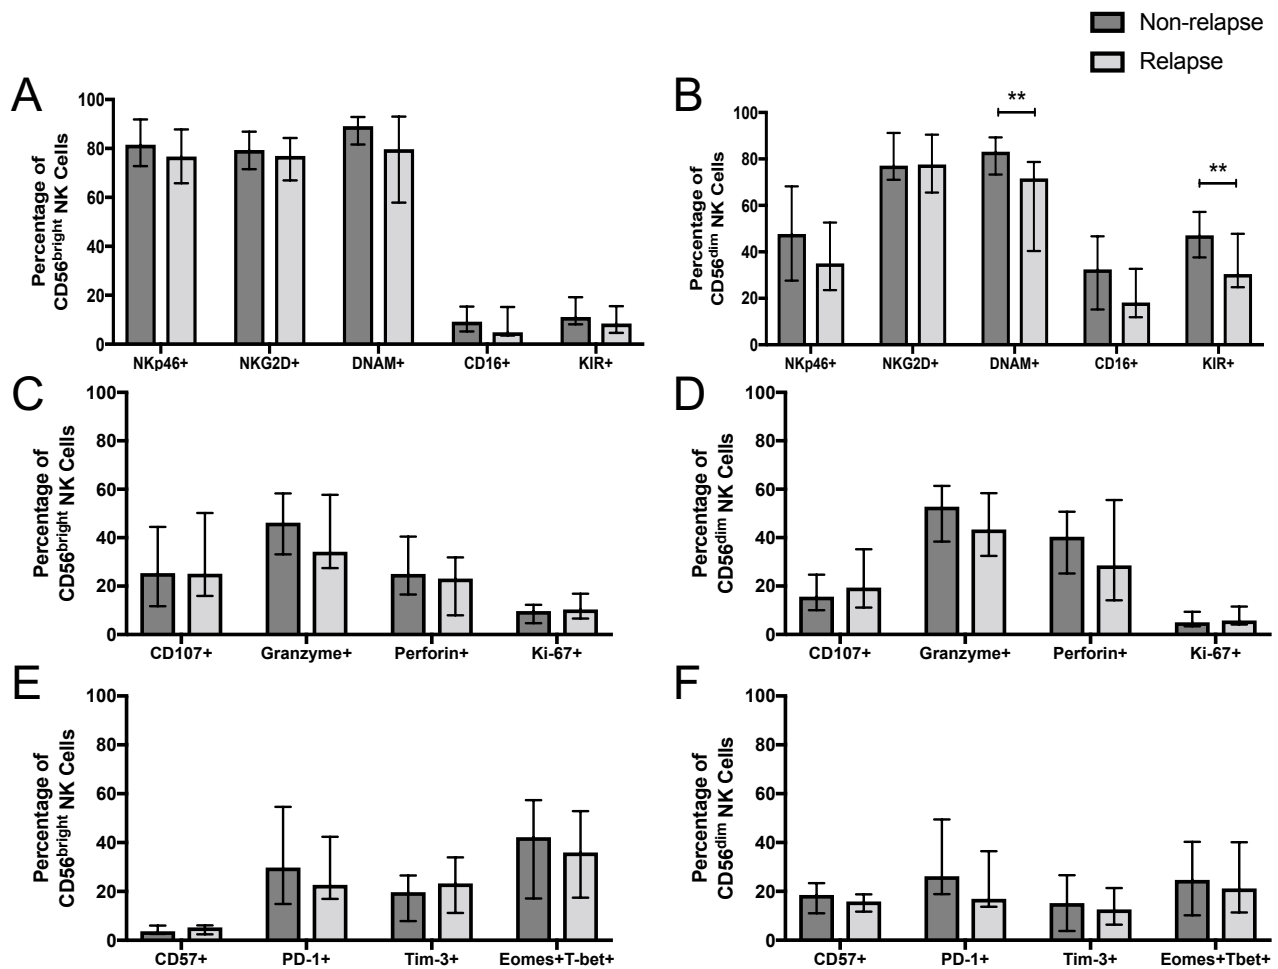 Non-relapse
Relapse
A
Percentage of
CD56bright NK Cells
100
80
60
40
20
0
NKp46+ NKG2D+ DNAM+ CD16+ KIR+
B
Percentage of
CD56dim NK Cells
100
80
60
40
20
0
**
**
NKp46+ NKG2D+ DNAM+ CD16+ KIR+
C
Percentage of
CD56bright NK Cells
100
80
60
40
20
0
CD107+ Granzyme+ Perforin+ Ki-67+
D
Percentage of
CD56dim NK Cells
100
80
60
40
20
0
CD107+ Granzyme+ Perforin+ Ki-67+
E
Percentage of
CD56bright NK Cells
100
80
60
40
20
0
CD57+ PD-1+ Tim-3+ Eomes+T-bet+
F
Percentage of
CD56dim NK Cells
100
80
60
40
20
0
CD57+ PD-1+ Tim-3+ Eomes+Tbet+